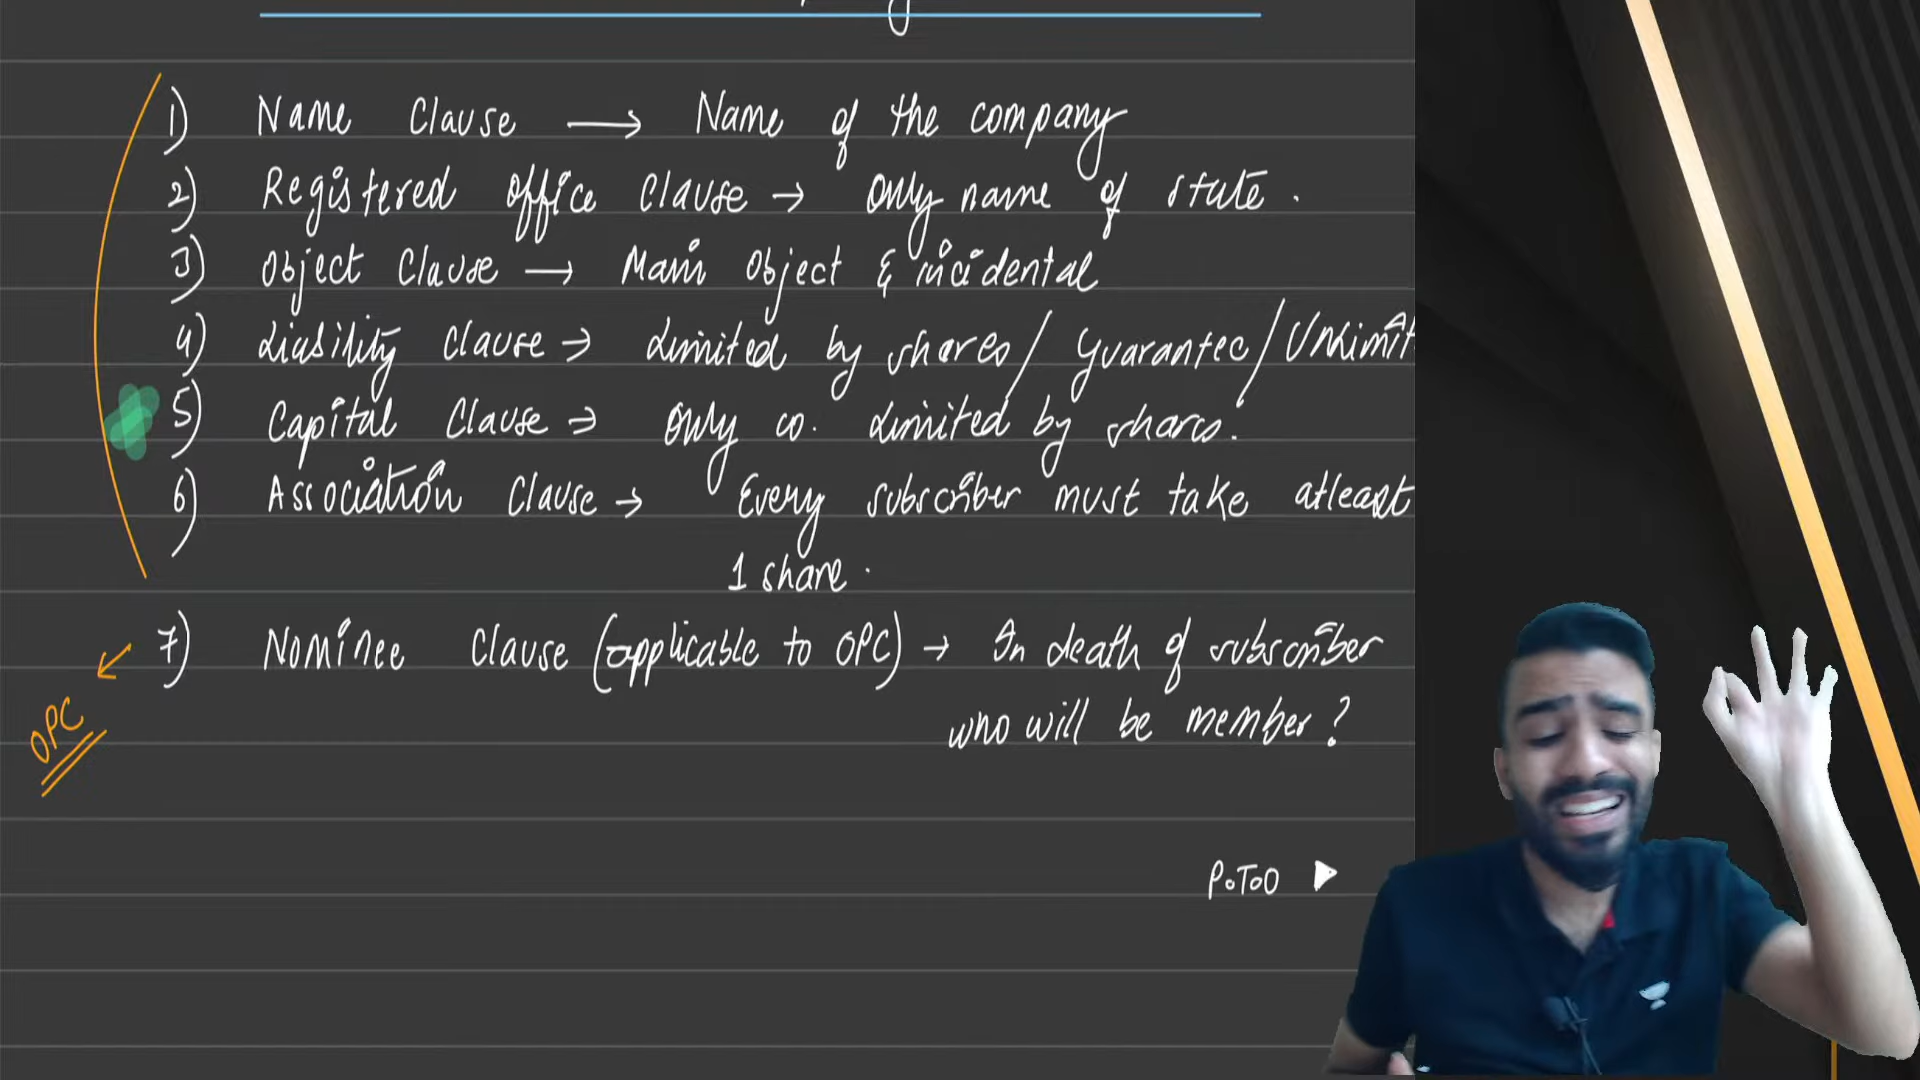 1) Name Clause → Name of the company
2) Registered office Clause → only name of state.
3) Object Clause → Main Object & incidental
4) Liability Clause → Limited by shares/ guarantee/ Unlimit
5) Capital Clause → Only co. Limited by shares.
6) Association Clause → Every subscriber must take atleast
1 share.
7) Nominee Clause (applicable to OPC) → In death of subscriber
who will be member?
OPC
P.T.O ▶